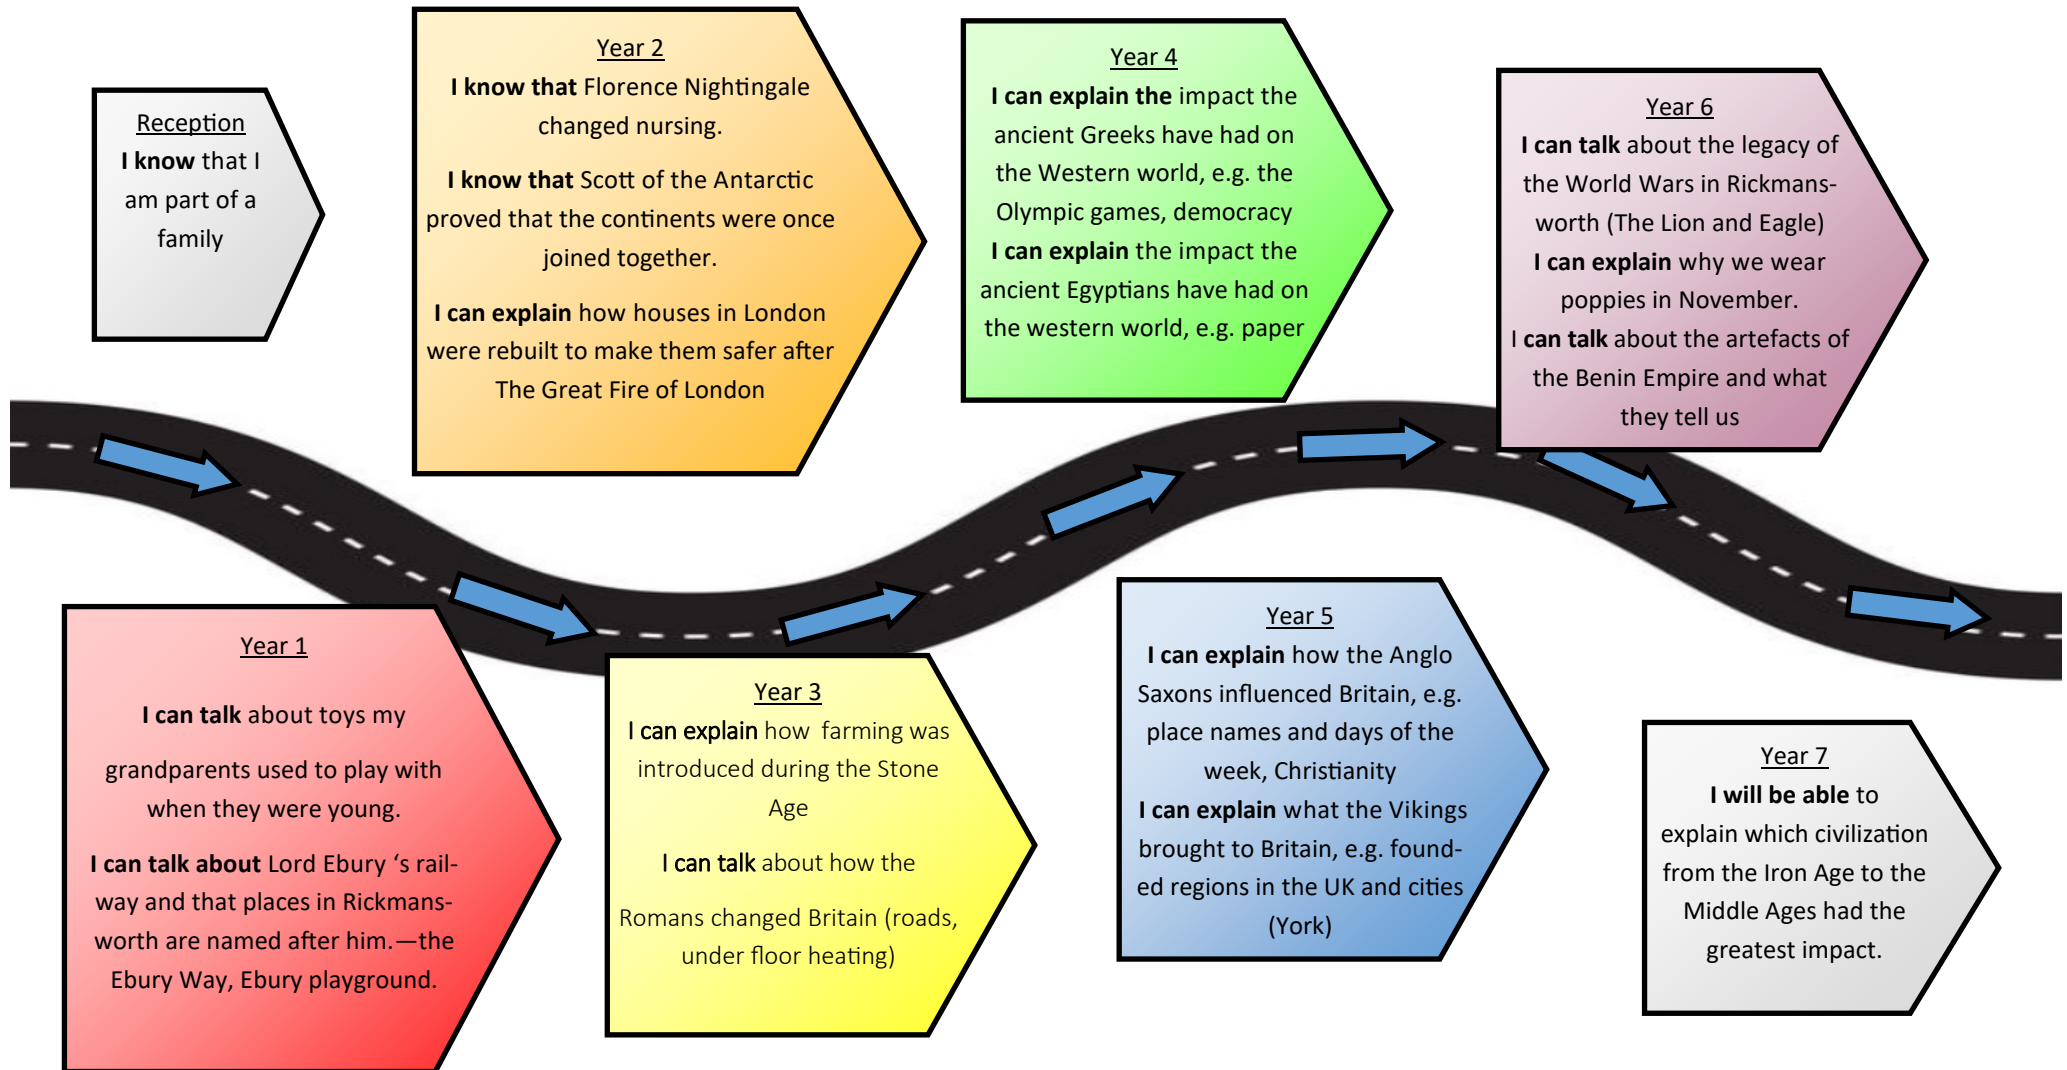 Reception
I know that I
am part of a
family
Year 1
I can talk about toys my
grandparents used to play with
when they were young.
I can talk about Lord Ebury ‘s rail-
way and that places in Rickmans-
worth are named after him.—the
Ebury Way, Ebury playground.
Year 2
I know that Florence Nightingale
changed nursing.
I know that Scott of the Antarctic
proved that the continents were once
joined together.
I can explain how houses in London
were rebuilt to make them safer after
The Great Fire of London
Year 3
I can explain how  farming was
introduced during the Stone
Age
I can talk about how the
Romans changed Britain (roads,
under floor heating)
Year 4
I can explain the impact the
ancient Greeks have had on
the Western world, e.g. the
Olympic games, democracy
I can explain the impact the
ancient Egyptians have had on
the western world, e.g. paper
Year 5
I can explain how the Anglo
Saxons influenced Britain, e.g.
place names and days of the
week, Christianity
I can explain what the Vikings
brought to Britain, e.g. found-
ed regions in the UK and cities
(York)
Year 6
I can talk about the legacy of
the World Wars in Rickmans-
worth (The Lion and Eagle)
I can explain why we wear
poppies in November.
I can talk about the artefacts of
the Benin Empire and what
they tell us
Year 7
I will be able to
explain which civilization
from the Iron Age to the
Middle Ages had the
greatest impact.